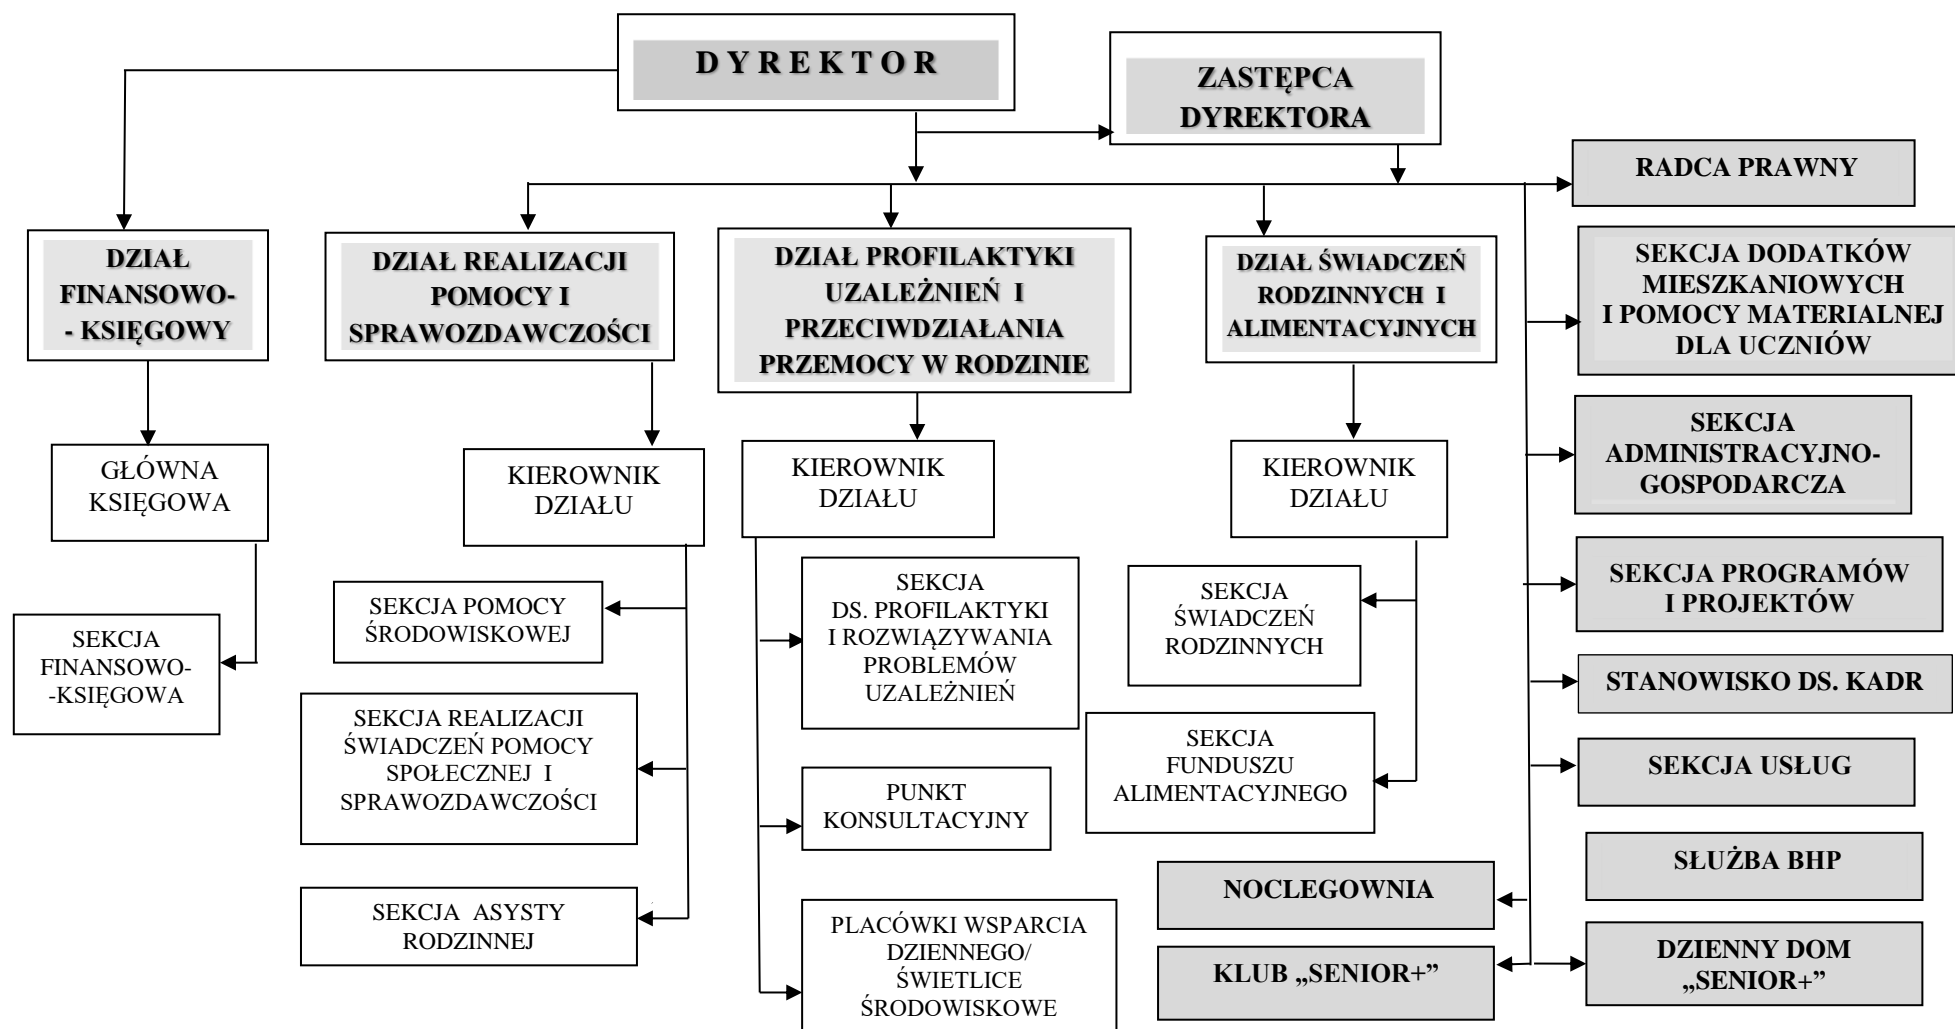 D Y R E K T O R
ZASTĘPCA
DYREKTORA
RADCA PRAWNY
DZIAŁ
FINANSOWO-
- KSIĘGOWY
DZIAŁ REALIZACJI
POMOCY I
SPRAWOZDAWCZOŚCI
DZIAŁ PROFILAKTYKI
UZALEŻNIEŃ I
PRZECIWDZIAŁANIA
PRZEMOCY W RODZINIE
DZIAŁ ŚWIADCZEŃ
RODZINNYCH I
ALIMENTACYJNYCH
SEKCJA DODATKÓW
MIESZKANIOWYCH
I POMOCY MATERIALNEJ
DLA UCZNIÓW
GŁÓWNA
KSIĘGOWA
KIEROWNIK
DZIAŁU
KIEROWNIK
DZIAŁU
KIEROWNIK
DZIAŁU
SEKCJA
ADMINISTRACYJNO-
GOSPODARCZA
SEKCJA
FINANSOWO-
-KSIĘGOWA
SEKCJA POMOCY
ŚRODOWISKOWEJ
SEKCJA
DS. PROFILAKTYKI
I ROZWIĄZYWANIA
PROBLEMÓW
UZALEŻNIEŃ
SEKCJA
ŚWIADCZEŃ
RODZINNYCH
SEKCJA PROGRAMÓW
I PROJEKTÓW
STANOWISKO DS. KADR
SEKCJA REALIZACJI
ŚWIADCZEŃ POMOCY
SPOŁECZNEJ I
SPRAWOZDAWCZOŚCI
PUNKT
KONSULTACYJNY
SEKCJA
FUNDUSZU
ALIMENTACYJNEGO
SEKCJA USŁUG
SŁUŻBA BHP
SEKCJA ASYSTY
RODZINNEJ
PLACÓWKI WSPARCIA
DZIENNEGO/
ŚWIETLICE
ŚRODOWISKOWE
NOCLEGOWNIA
KLUB „SENIOR+”
DZIENNY DOM
„SENIOR+”